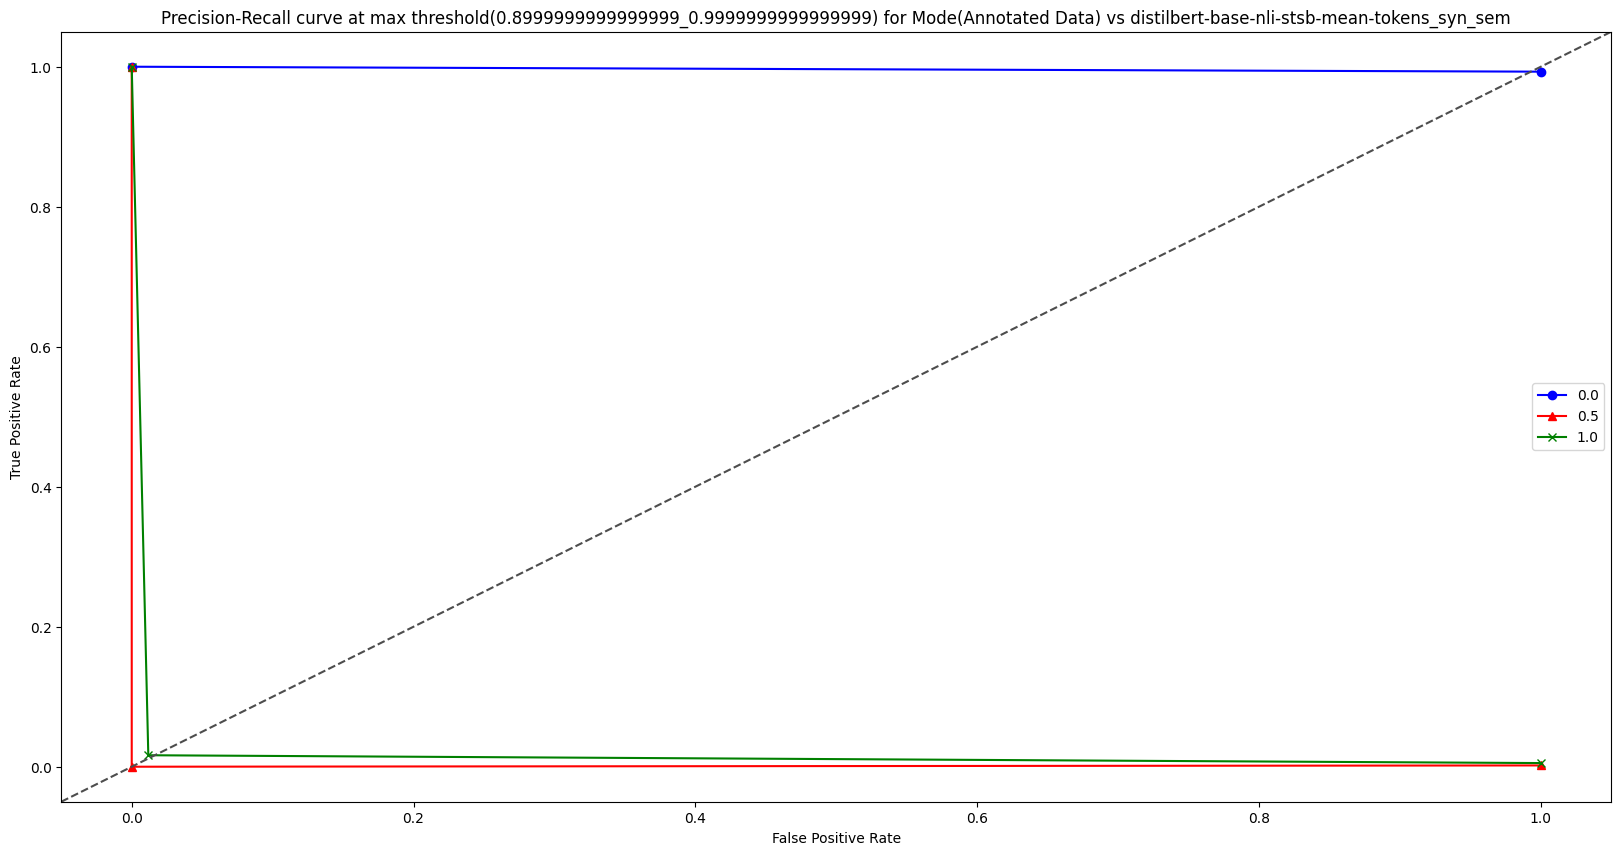 Precision-Recall curve at max threshold(0.8999999999999999_0.9999999999999999) for Mode(Annotated Data) vs distilbert-base-nli-stsb-mean-tokens_syn_sem
1.0
0.8
0.6
0.4
0.2
0.0
True Positive Rate
0.0
0.5
1.0
0.0 0.2 0.4 0.6 0.8 1.0
False Positive Rate